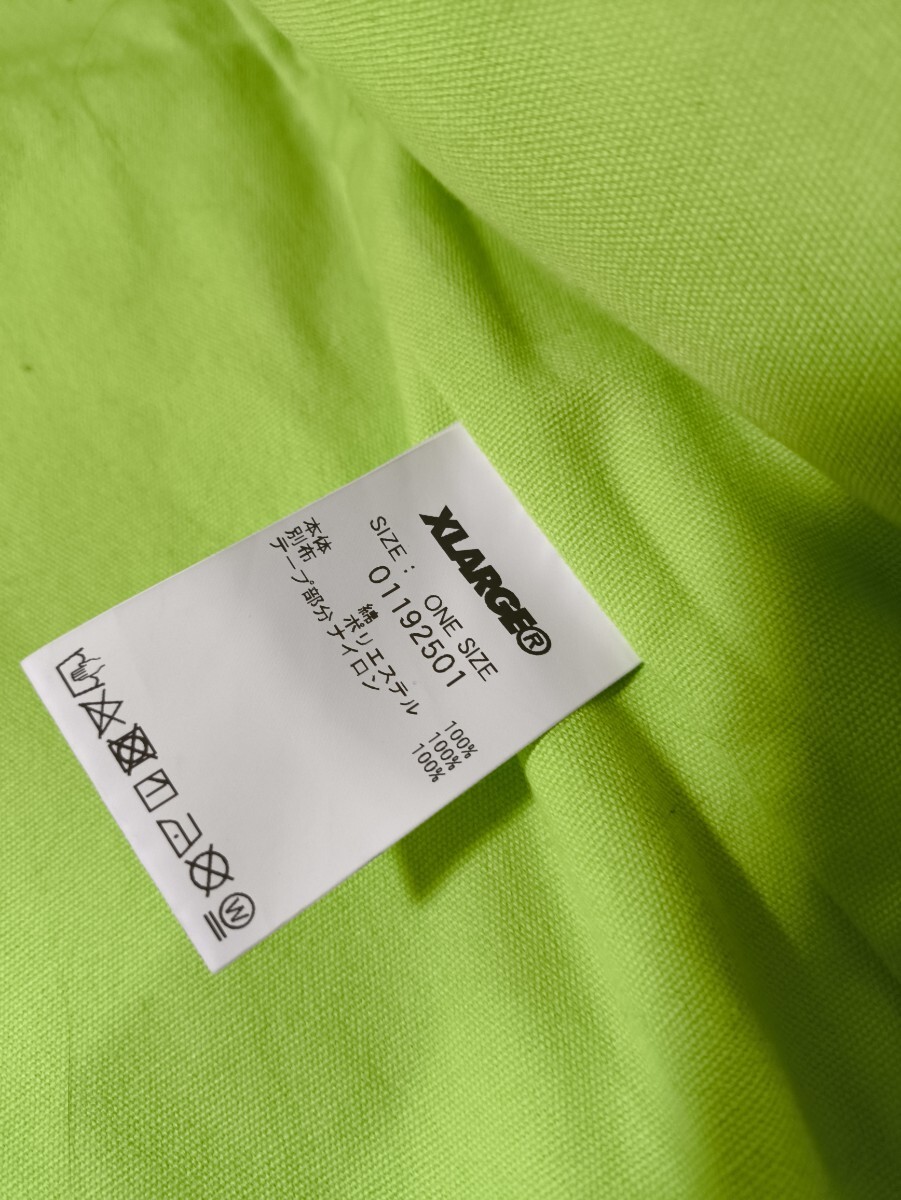 XLARGE®
SIZE： ONE SIZE
01192501
本体 綿 100%
別布 ポリエステル 100%
テープ部分 ナイロン 100%
W